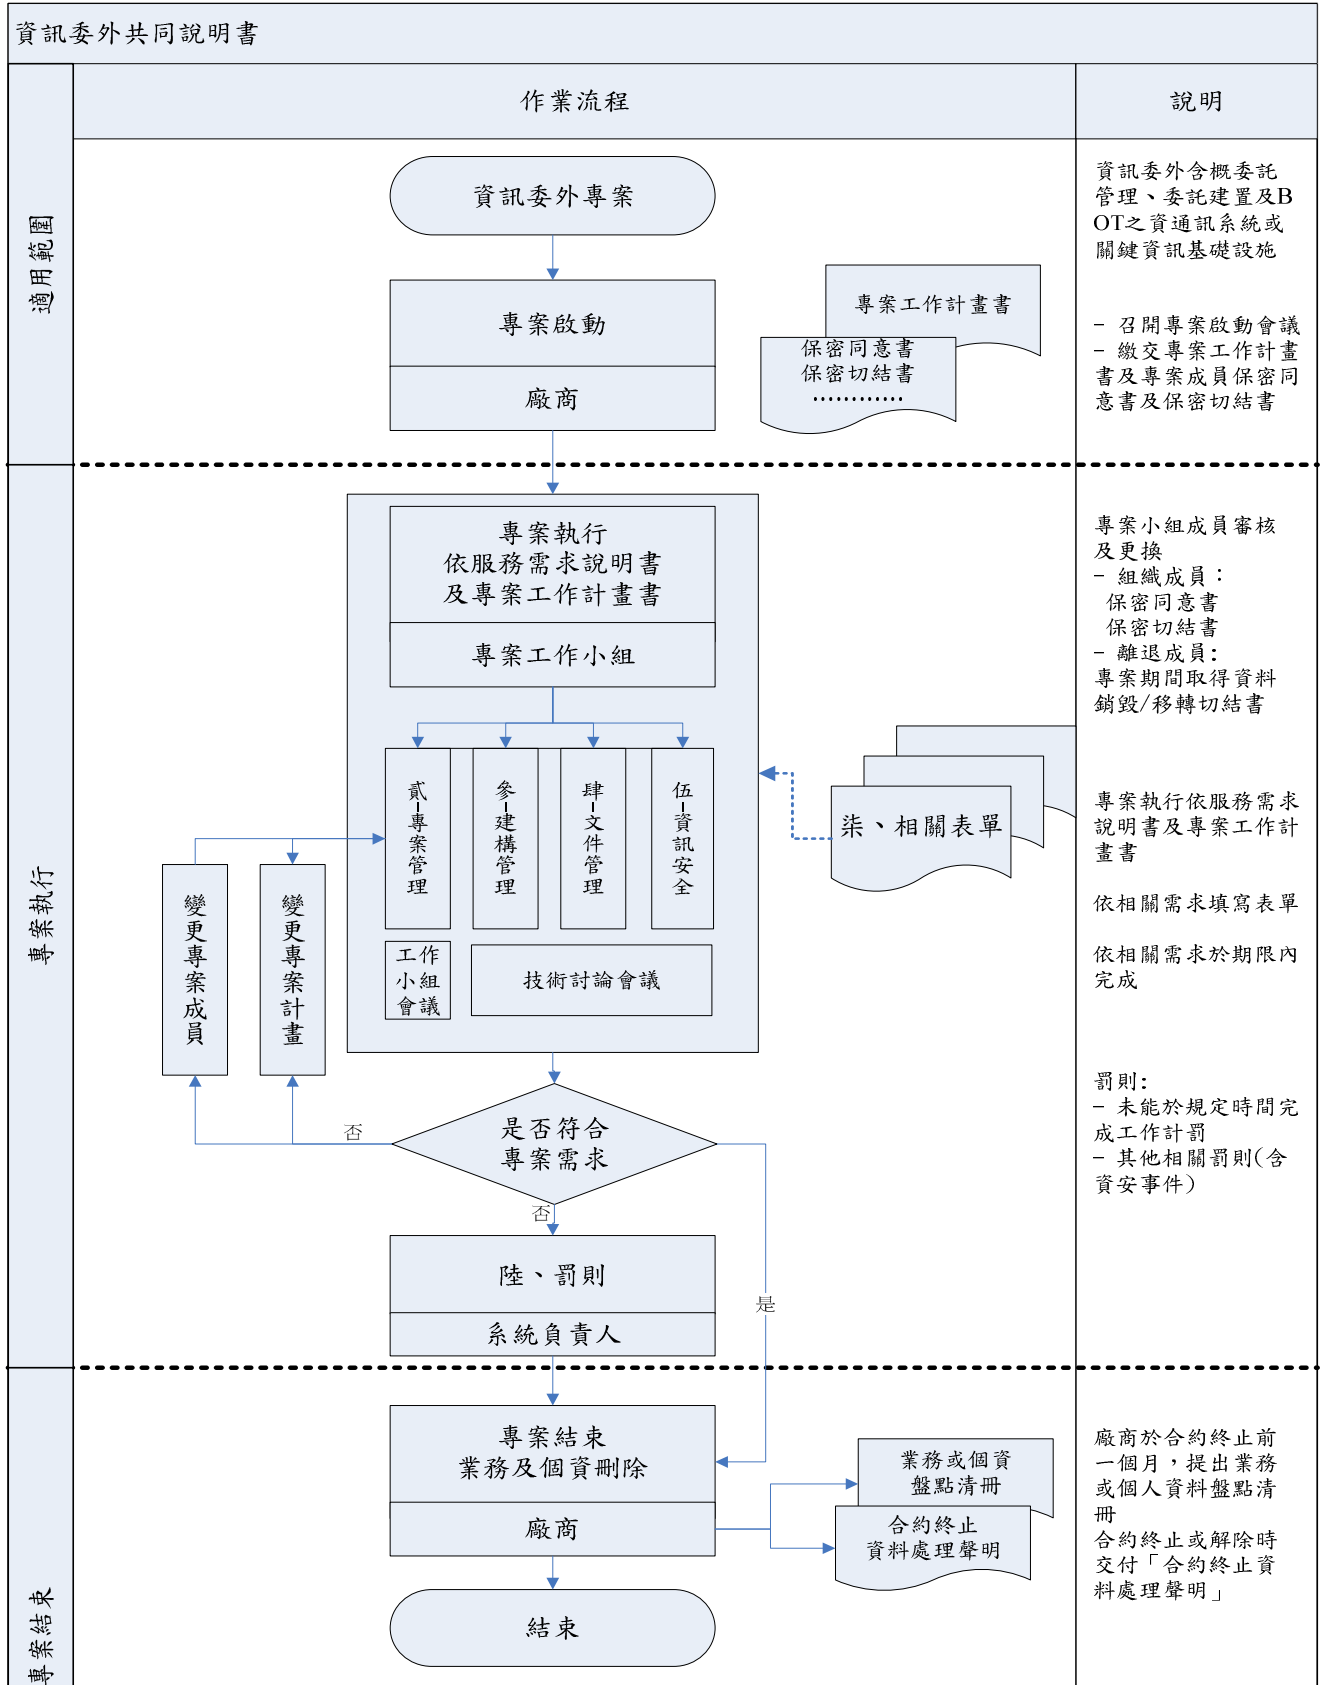 資訊委外共同說明書
作業流程
說明
適用範圍
資訊委外專案
專案啟動
廠商
專案工作計畫書
保密同意書
保密切結書
............
資訊委外含概委託
管理、委託建置及B
OT之資通訊系統或
關鍵資訊基礎設施
- 召開專案啟動會議
- 繳交專案工作計畫
書及專案成員保密同
意書及保密切結書
專案執行
專案執行
依服務需求說明書
及專案工作計畫書
專案工作小組
貳-專案管理
參-建構管理
肆-文件管理
伍-資訊安全
工作
小組
會議
技術討論會議
柒、相關表單
變更專案成員
變更專案計畫
是否符合
專案需求
否
否
是
陸、罰則
系統負責人
專案小組成員審核
及更換
- 組織成員：
保密同意書
保密切結書
- 離退成員:
專案期間取得資料
銷毀/移轉切結書
專案執行依服務需求
說明書及專案工作計
畫書
依相關需求填寫表單
依相關需求於期限內
完成
罰則:
- 未能於規定時間完
成工作計罰
- 其他相關罰則(含
資安事件)
專案結束
專案結束
業務及個資刪除
廠商
業務或個資
盤點清冊
合約終止
資料處理聲明
結束
廠商於合約終止前
一個月，提出業務
或個人資料盤點清
冊
合約終止或解除時
交付「合約終止資
料處理聲明」